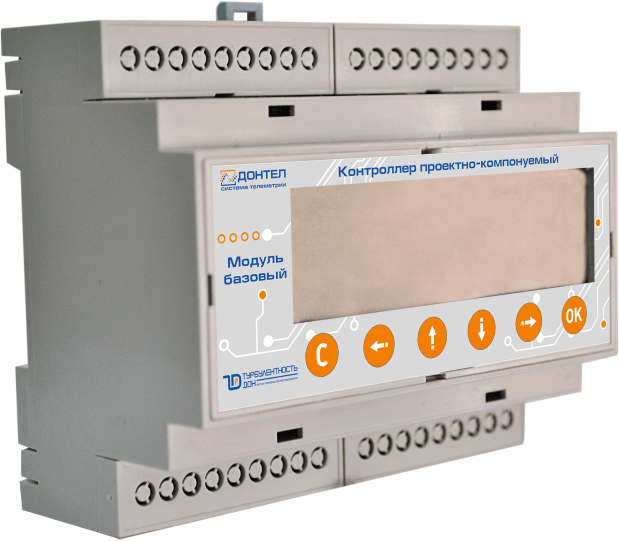 Контроллер проектно-компонуемый
ДОНТЕЛ
система телеметрии
Модуль
базовый
C
OK
ТУРБУЛЕНТНОСТЬ
ДОН